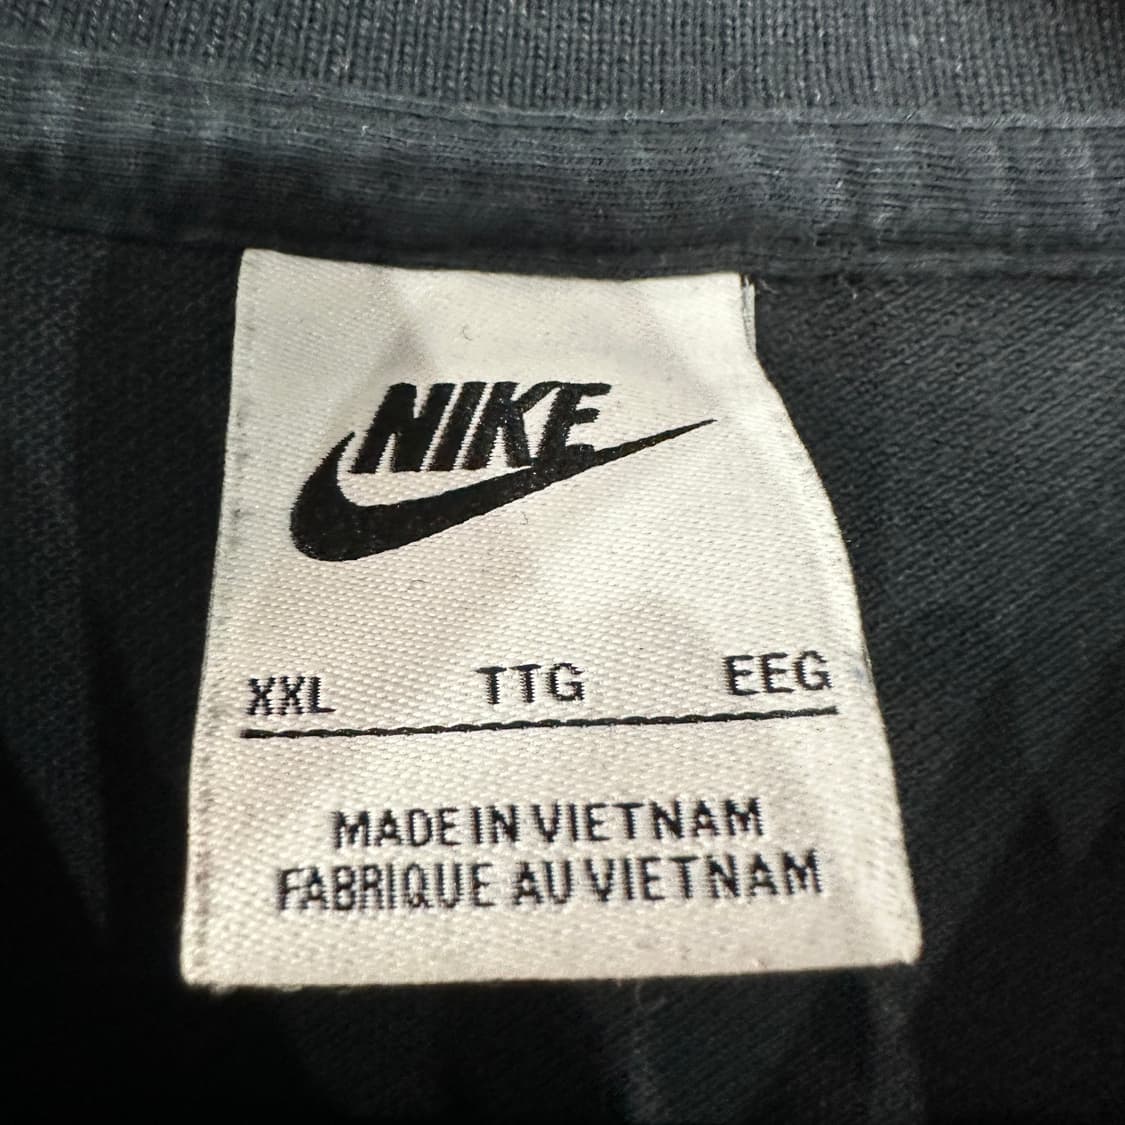 NIKE
XXL TTG EEG
MADE IN VIETNAM
FABRIQUE AU VIETNAM